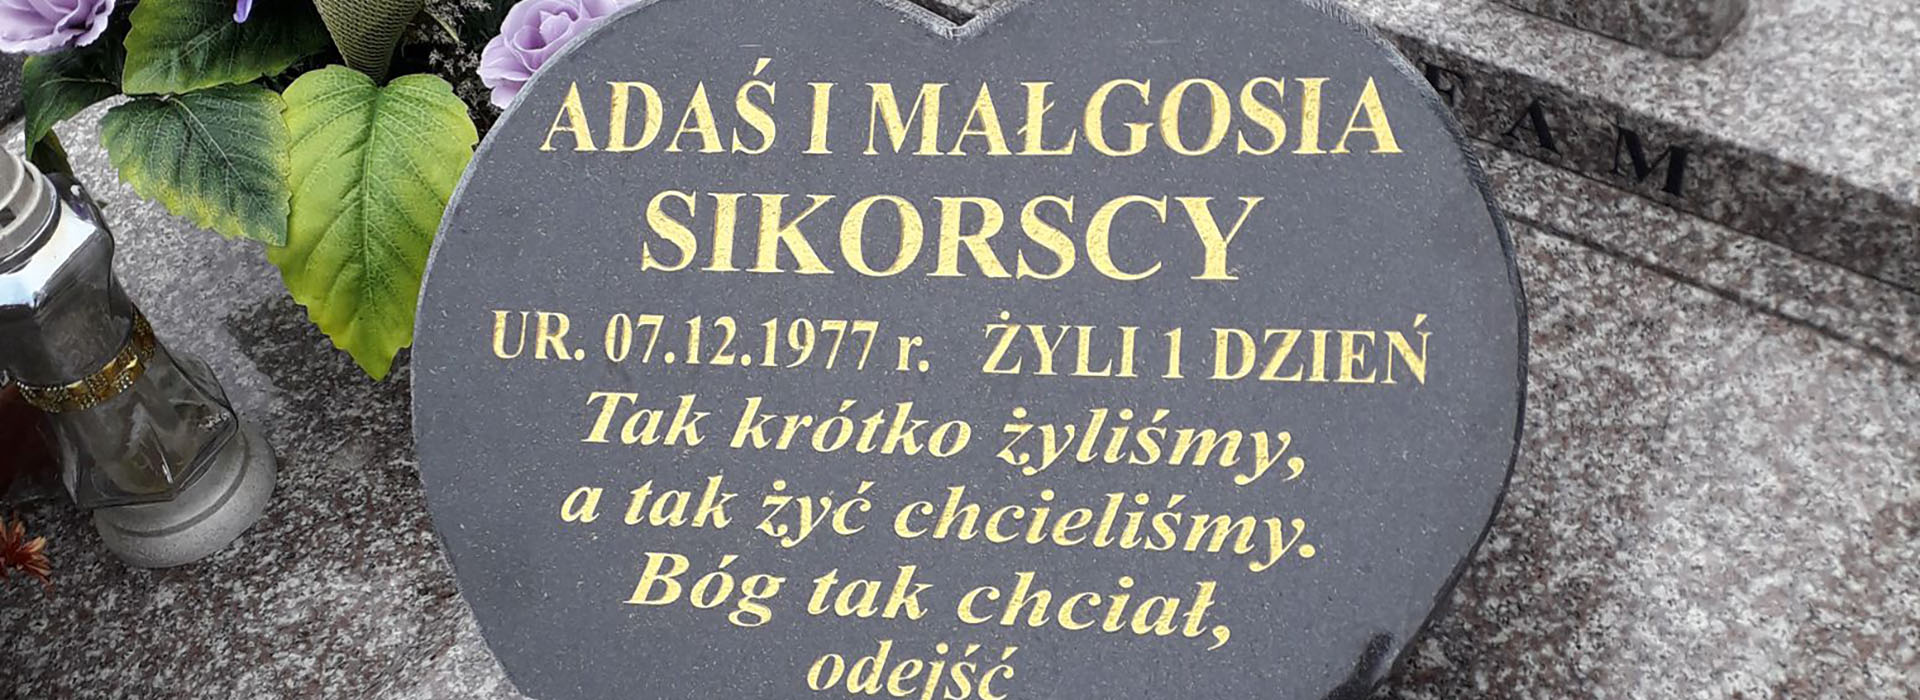 ADAŚ I MAŁGOSIA
SIKORSCY
UR. 07.12.1977 r. ŻYLI 1 DZIEŃ
Tak krótko żyliśmy,
a tak żyć chcieliśmy.
Bóg tak chciał,
odejść
FAM